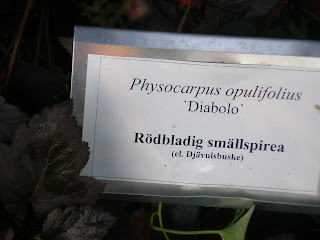 Physocarpus opulifolius
`Diabolo`
Rödbladig smällspirea
(el. Djävulsbuske)